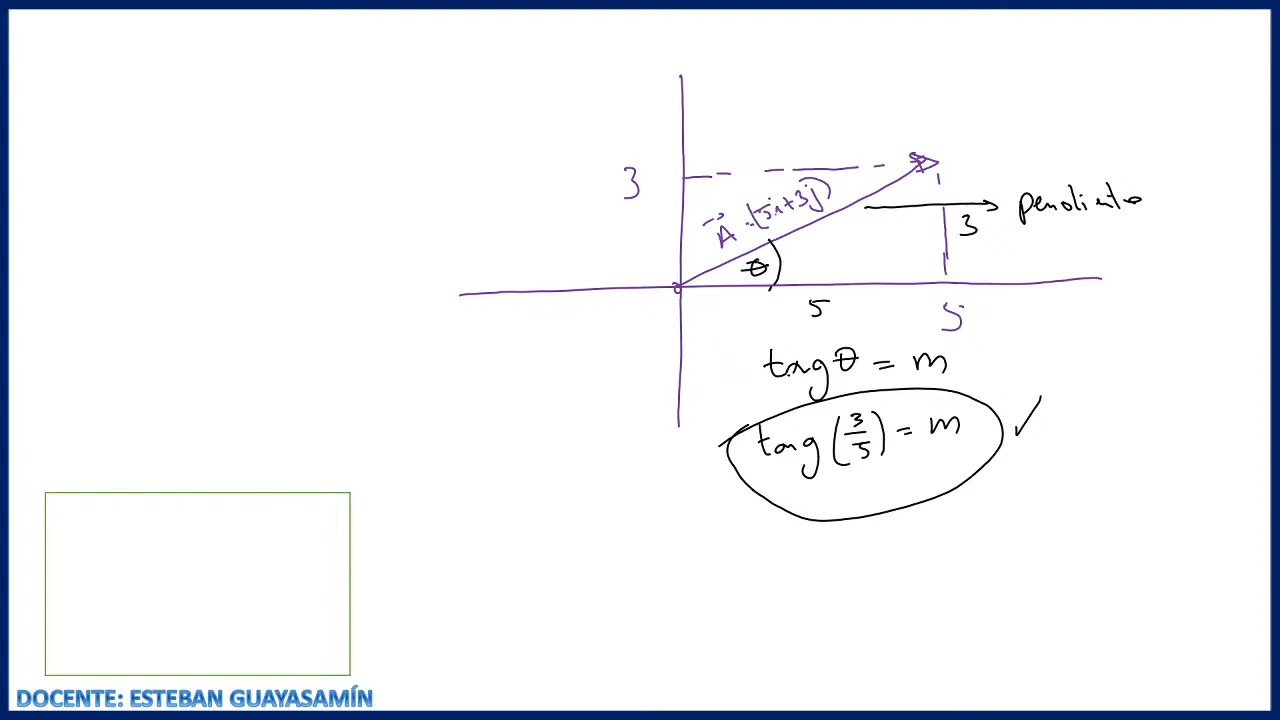 3
A⃗ = (5i+3j)
pendiente
3
θ
5
5
tang θ = m
tang (3/5) = m
DOCENTE: ESTEBAN GUAYASAMÍN